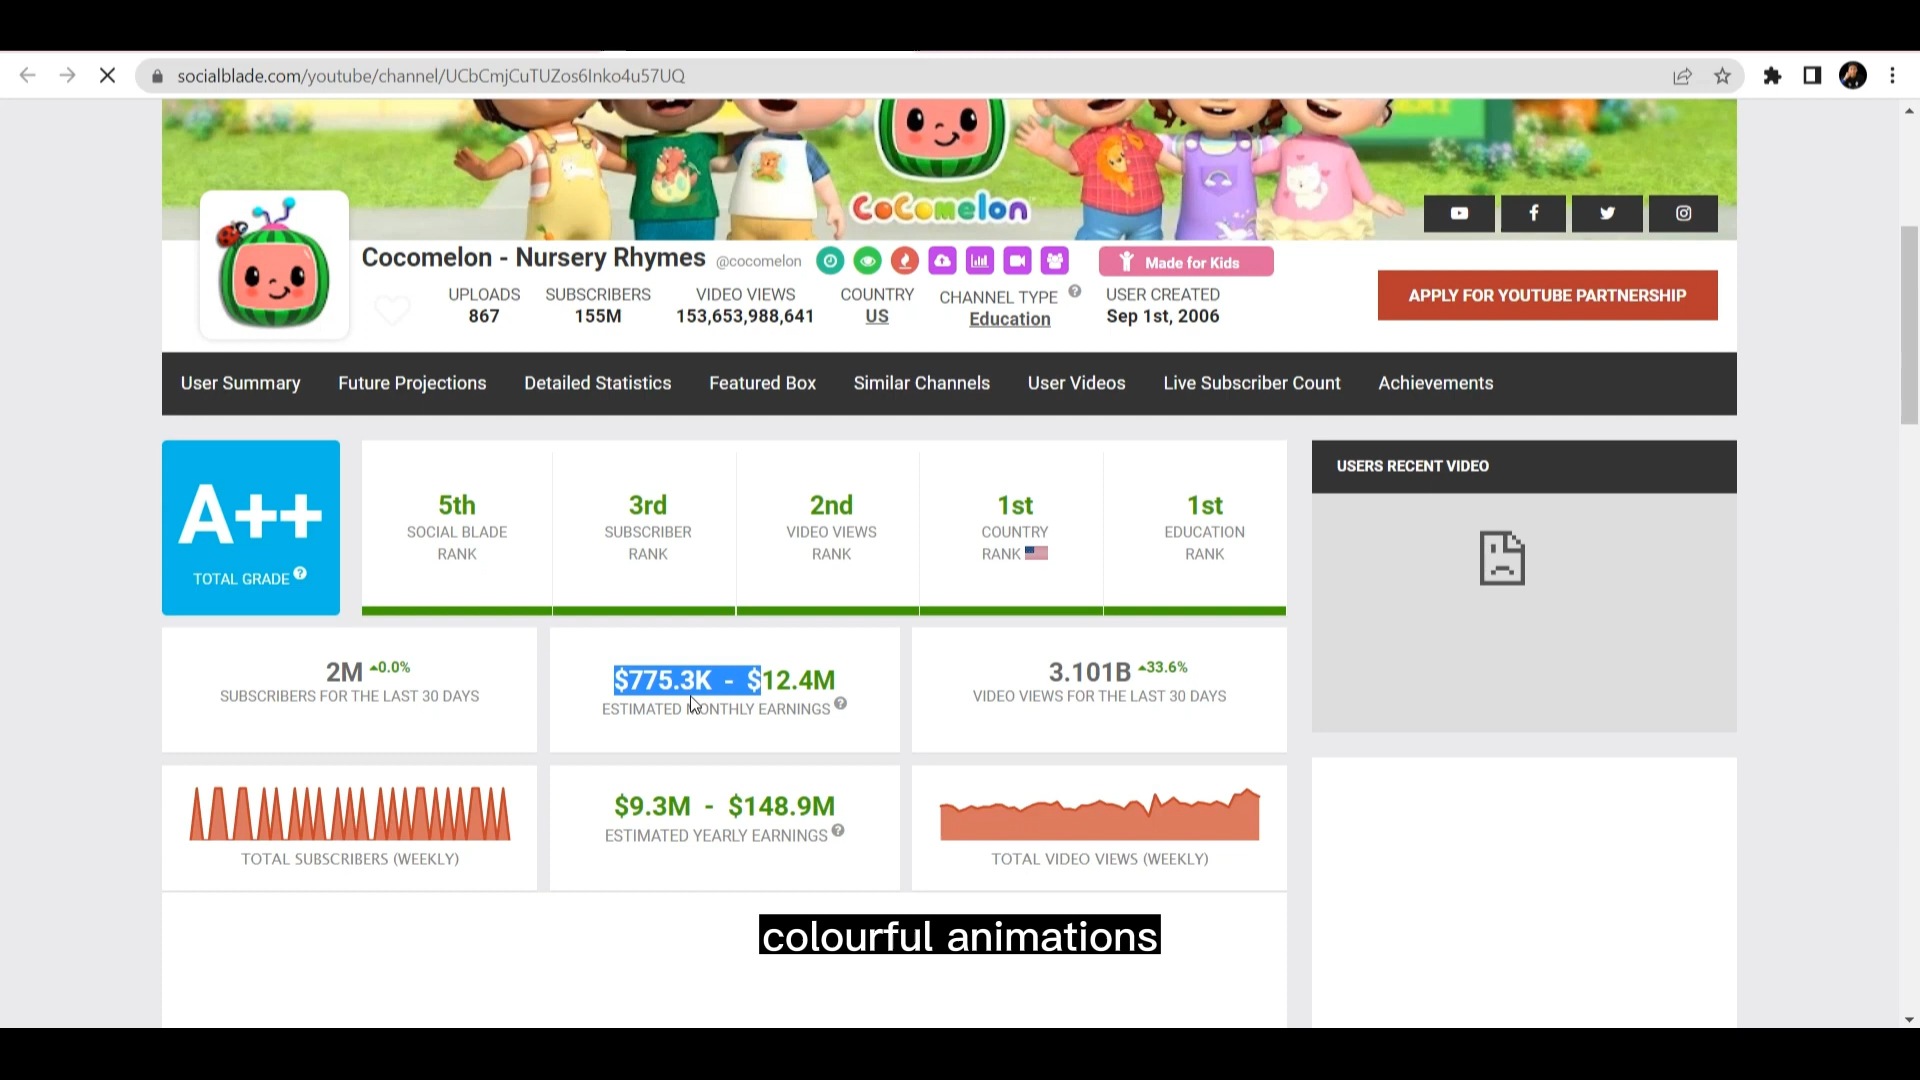 socialblade.com/youtube/channel/UCbCmjCuTUZos6Inko4u57UQ
CoComelon
Cocomelon - Nursery Rhymes @cocomelon
Made for Kids
UPLOADS SUBSCRIBERS VIDEO VIEWS COUNTRY CHANNEL TYPE ? USER CREATED
867 155M 153,653,988,641 US Education Sep 1st, 2006
APPLY FOR YOUTUBE PARTNERSHIP
User Summary Future Projections Detailed Statistics Featured Box Similar Channels User Videos Live Subscriber Count Achievements
A++
TOTAL GRADE ?
5th
SOCIAL BLADE
RANK
3rd
SUBSCRIBER
RANK
2nd
VIDEO VIEWS
RANK
1st
COUNTRY
RANK
1st
EDUCATION
RANK
USERS RECENT VIDEO
2M 0.0%
SUBSCRIBERS FOR THE LAST 30 DAYS
$775.3K - $12.4M
ESTIMATED MONTHLY EARNINGS ?
3.101B 33.6%
VIDEO VIEWS FOR THE LAST 30 DAYS
TOTAL SUBSCRIBERS (WEEKLY)
$9.3M - $148.9M
ESTIMATED YEARLY EARNINGS ?
TOTAL VIDEO VIEWS (WEEKLY)
colourful animations